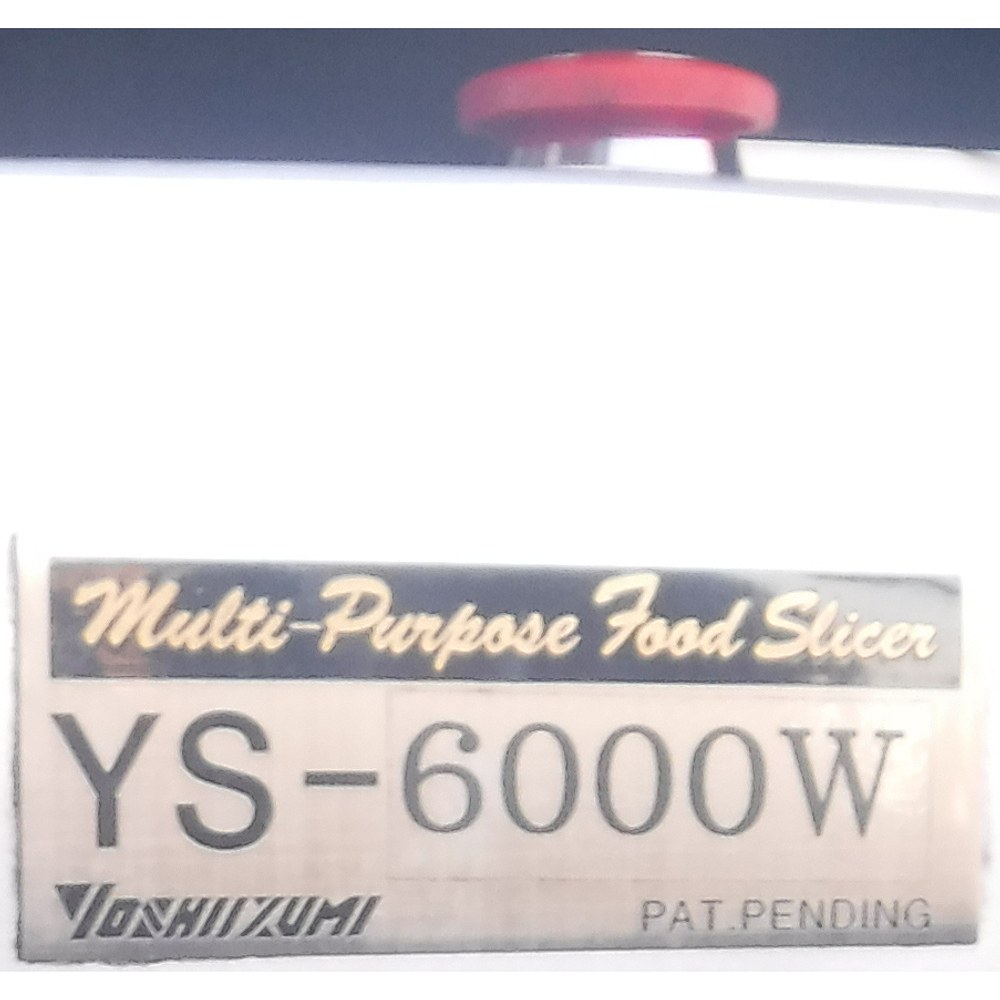 Multi-Purpose Food Slicer
YS-6000W
YOSHIIZUMI PAT.PENDING